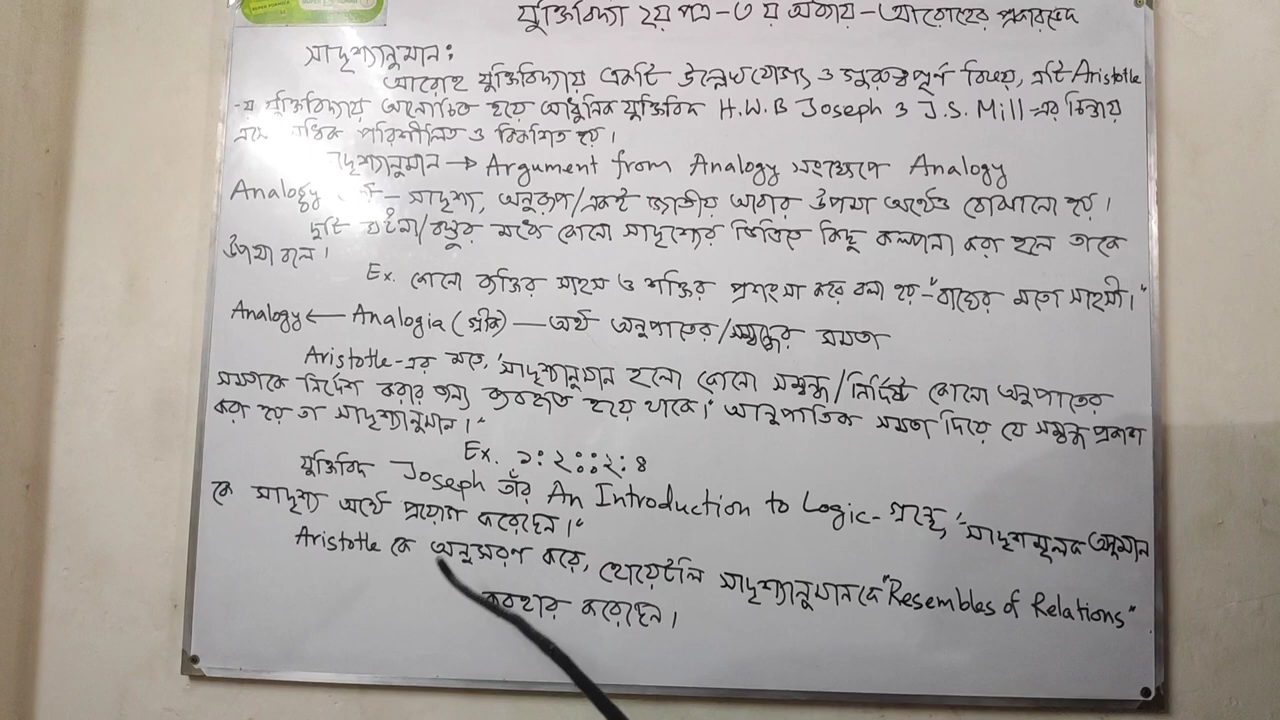 যুক্তিবিদ্যা ২য় পত্র-৩য় অধ্যায়-আরোহের প্রকারভেদ
সাদৃশ্যানুমান:
আরোহ যুক্তিবিদ্যায় একটি উল্লেখযোগ্য ও গুরুত্বপূর্ণ বিষয়, এটি Aristotle
-য় যুক্তিবিদ্যায় আলোচিত হয়ে আধুনিক যুক্তিবিদ H.W.B Joseph ও J.S. Mill-এর চিন্তায়
এসে পরিশীলিত ও বিকশিত হয়।
দৃশ্যানুমান → Argument from Analogy সংক্ষেপে Analogy
Analogy - সাদৃশ্য, অনুরূপ/একই জাতীয় আবার উপমা অর্থেও বোঝানো হয়।
দুটি ঘটনা/বস্তুর মধ্যে কোনো সাদৃশ্যের ভিত্তিতে কিছু কল্পনা করা হলে তাকে
উপমা বলে।
Ex. কোনো ব্যক্তির সাহস ও শক্তির প্রশংসা করে বলা হয়-"বাঘের মতো সাহসী।"
Analogy ← Analogia (গ্রীক) — অর্থ অনুপাতের/সম্বন্ধের সমতা
Aristotle-এর মতে, 'সাদৃশ্যানুমান হলো কোনো সম্বন্ধ/নির্দিষ্ট কোনো অনুপাতের
সমতাকে নির্দেশ করার জন্য ব্যবহৃত হয়ে থাকে। আনুপাতিক সমতা দিয়ে যে সম্বন্ধ প্রকাশ
করা হয় তা সাদৃশ্যানুমান।"
Ex. ১:২::২:৪
যুক্তিবিদ Joseph তাঁর An Introduction to Logic-গ্রন্থে, "সাদৃশ্যমূলক অনুমান
কে সাদৃশ্য অর্থে প্রয়োগ করেছেন।"
Aristotle কে অনুসরণ করে, হোয়েটলি সাদৃশ্যানুমানকে "Resembles of Relations"
ব্যবহার করেছেন।